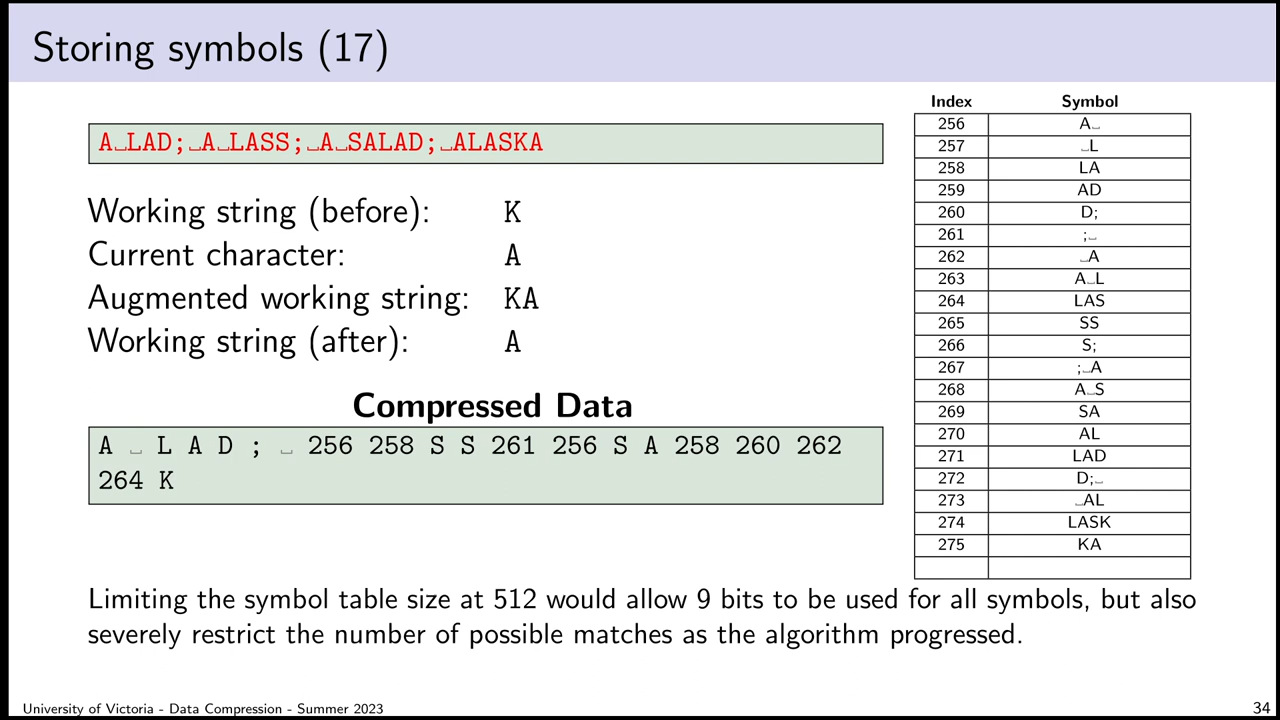 Storing symbols (17)
A␣LAD;␣A␣LASS;␣A␣SALAD;␣ALASKA
Working string (before): K
Current character: A
Augmented working string: KA
Working string (after): A
Compressed Data
A ␣ L A D ; ␣ 256 258 S S 261 256 S A 258 260 262
264 K
Index Symbol
256 A␣
257 ␣L
258 LA
259 AD
260 D;
261 ;␣
262 ␣A
263 A␣L
264 LAS
265 SS
266 S;
267 ;␣A
268 A␣S
269 SA
270 AL
271 LAD
272 D;␣
273 ␣AL
274 LASK
275 KA
Limiting the symbol table size at 512 would allow 9 bits to be used for all symbols, but also
severely restrict the number of possible matches as the algorithm progressed.
University of Victoria - Data Compression - Summer 2023
34